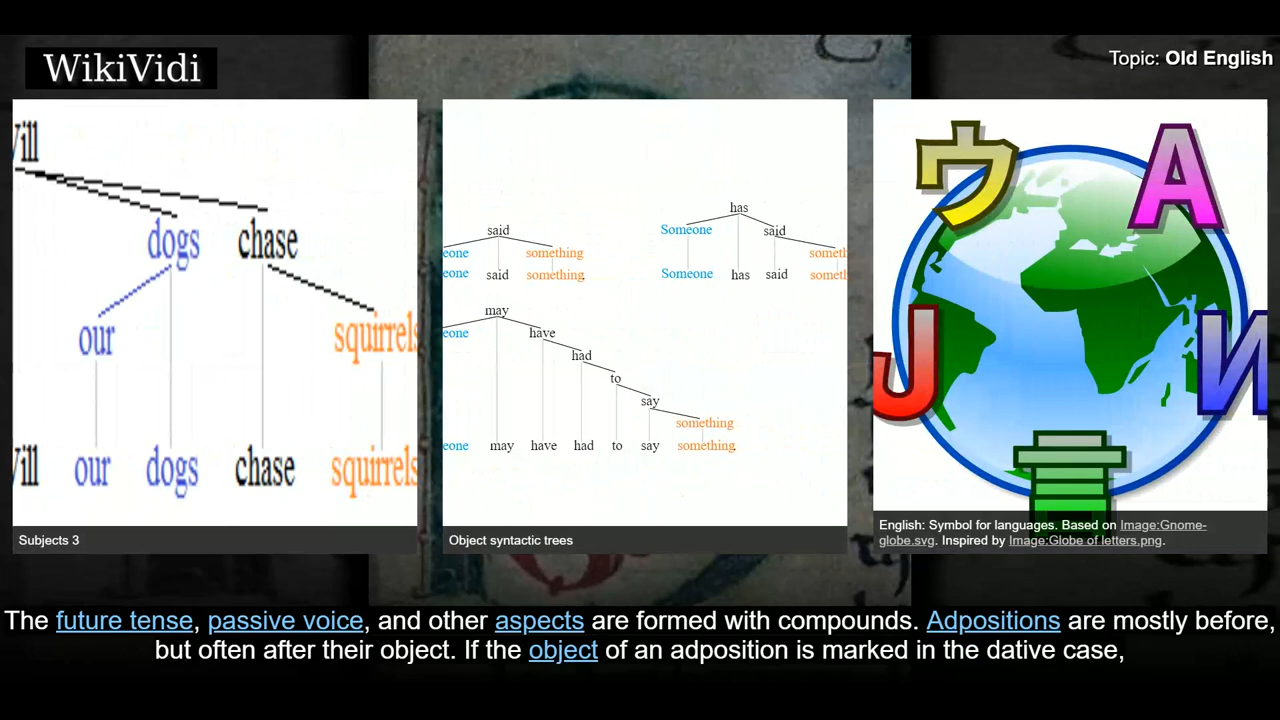 WikiVidi
Topic: Old English
dogs chase
our squirrels
our dogs chase squirrels
Subjects 3
has
said Someone said
something
said something Someone has said
may
have
had
to
say
something
may have had to say something.
Object syntactic trees
ウ A
J И
English: Symbol for languages. Based on Image:Gnome-
globe.svg. Inspired by Image:Globe of letters.png.
The future tense, passive voice, and other aspects are formed with compounds. Adpositions are mostly before,
but often after their object. If the object of an adposition is marked in the dative case,